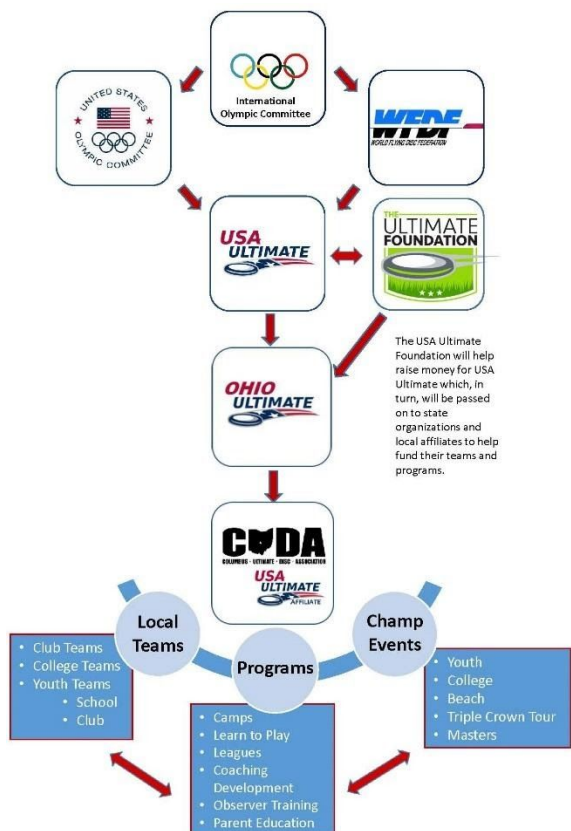 International
Olympic Committee
UNITED STATES
OLYMPIC COMMITTEE
WFDF
WORLD FLYING DISC FEDERATION
USA
ULTIMATE
THE
ULTIMATE
FOUNDATION
The USA Ultimate
Foundation will help
raise money for USA
Ultimate which, in
turn, will be passed
on to state
organizations and
local affiliates to help
fund their teams and
programs.
OHIO
ULTIMATE
CUDA
COLUMBUS - ULTIMATE - DISC - ASSOCIATION
USA
ULTIMATE
AFFILIATE
Local
Teams
• Club Teams
• College Teams
• Youth Teams
• School
• Club
Programs
• Camps
• Learn to Play
• Leagues
• Coaching
Development
• Observer Training
• Parent Education
Champ
Events
• Youth
• College
• Beach
• Triple Crown Tour
• Masters